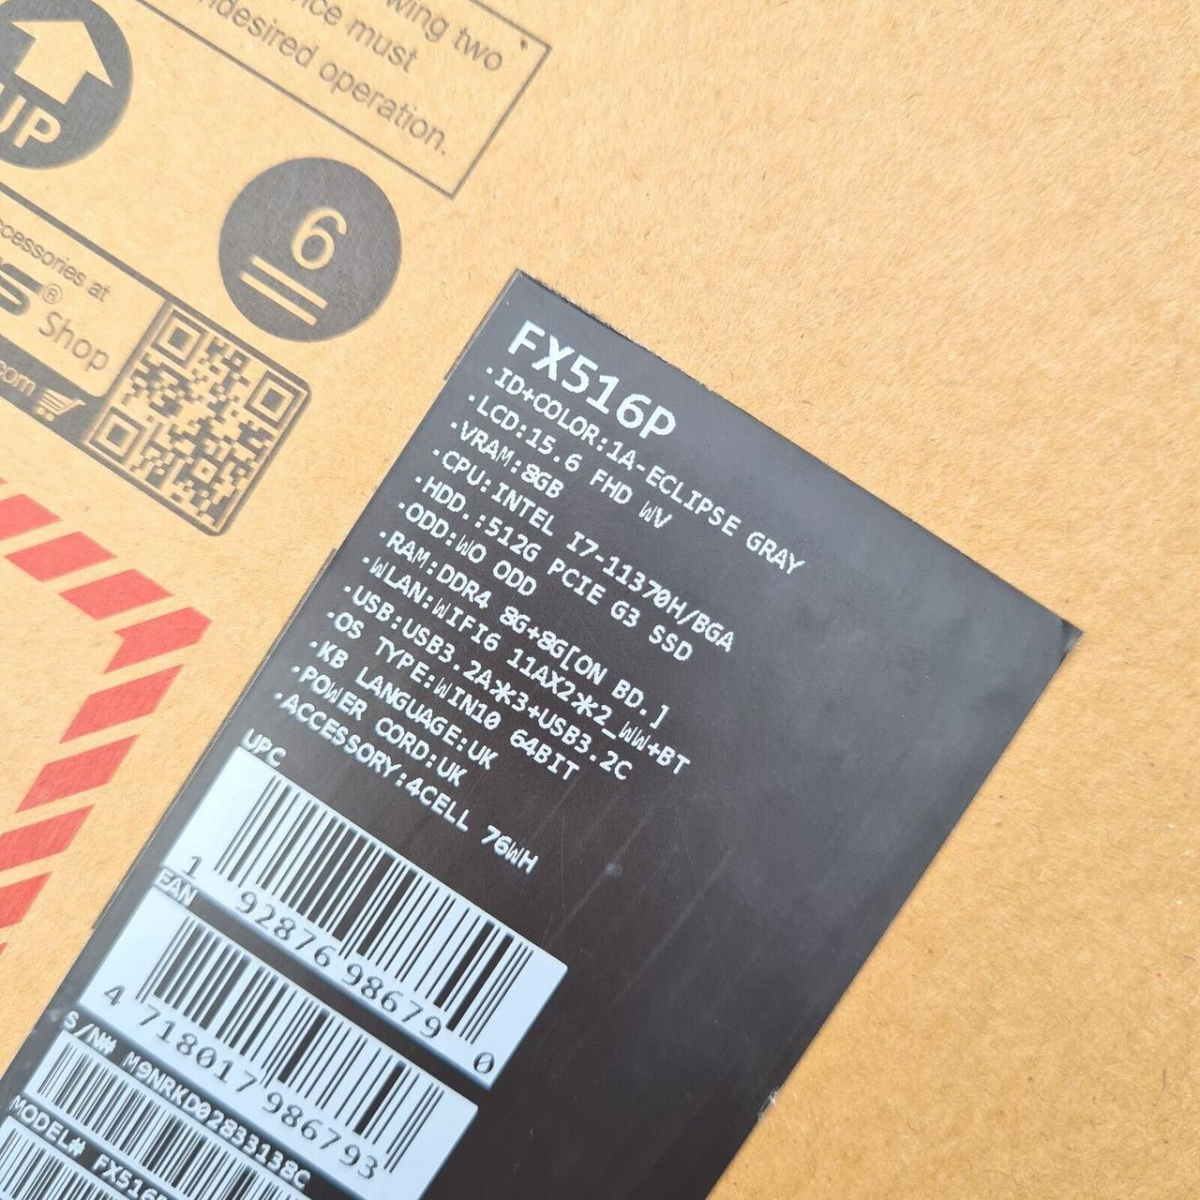 wing two
nce must
ndesired operation.
UP
6
ccessories at
S® Shop
com
FX516P
·ID+COLOR:1A-ECLIPSE GRAY
·LCD:15.6 FHD WV
·VRAM:8GB
·CPU:INTEL I7-11370H/BGA
·HDD.:512G PCIE G3 SSD
·ODD:WO ODD
·RAM:DDR4 8G+8G[ON BD.]
·WLAN:WIFI6 11AX2*2_WW+BT
·USB:USB3.2A*3+USB3.2C
·OS TYPE:WIN10 64BIT
·KB LANGUAGE:UK
·POWER CORD:UK
·ACCESSORY:4CELL 76WH
UPC
1 92876 98679 0
EAN
4 718017 986793
S/N# M9NRKD02833138C
MODEL# FX516P